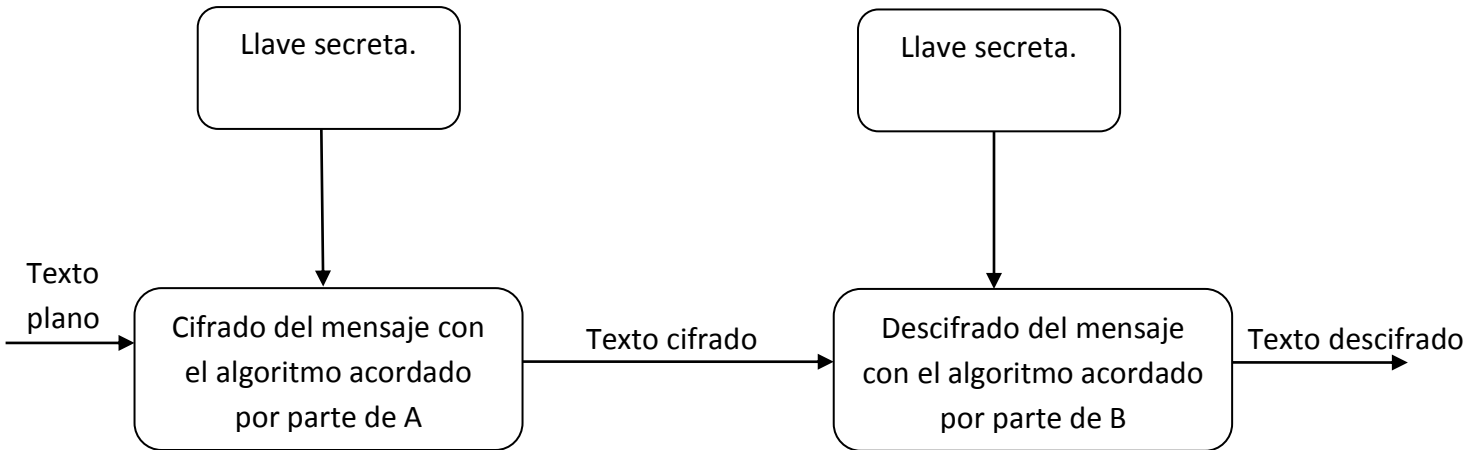 Llave secreta.
Llave secreta.
Texto
plano
Cifrado del mensaje con
el algoritmo acordado
por parte de A
Texto cifrado
Descifrado del mensaje
con el algoritmo acordado
por parte de B
Texto descifrado